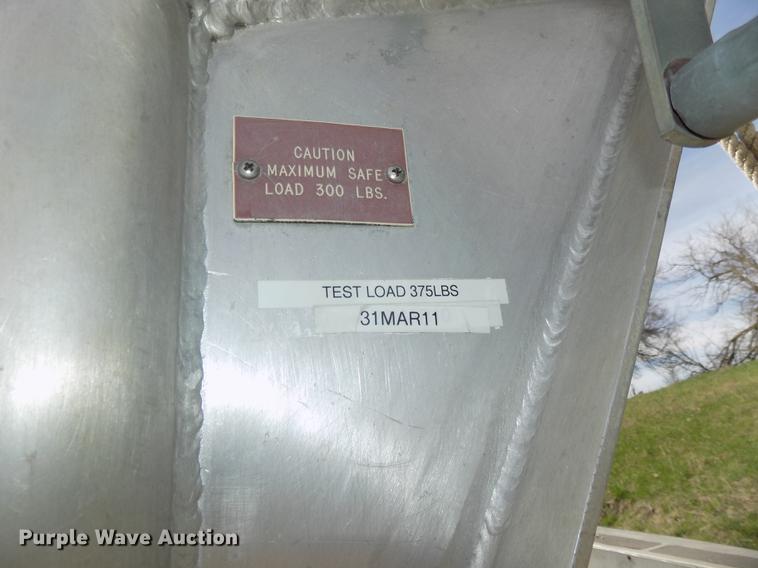 CAUTION
MAXIMUM SAFE
LOAD 300 LBS.
TEST LOAD 375LBS
31MAR11
Purple Wave Auction